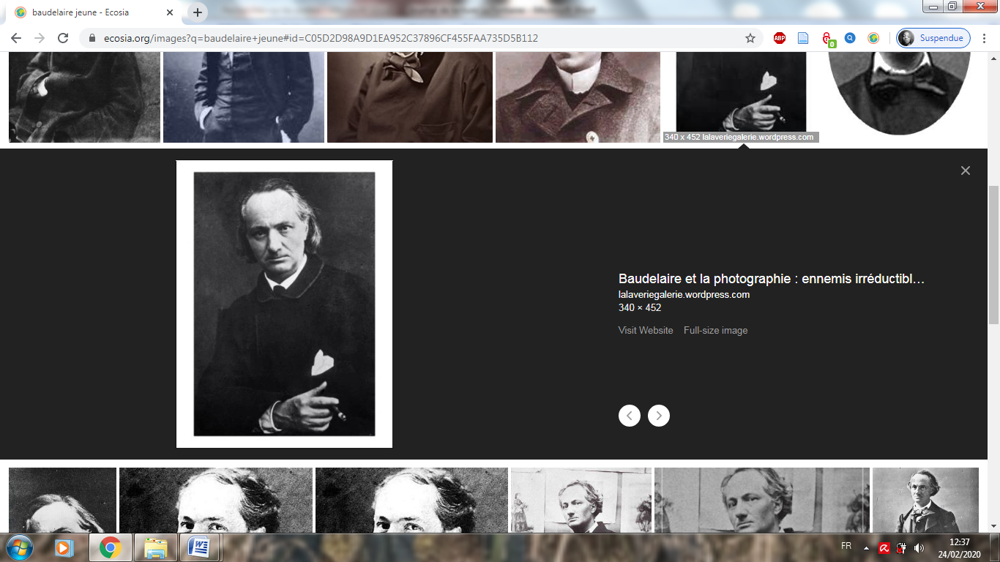 baudelaire jeune - Ecosia
ecosia.org/images?q=baudelaire+jeune#id=C05D2D98A9D1EA952C37896CF455FAA735D5B112
ABP
0
Suspendue
340 x 452 lalaveriegalerie.wordpress.com
Baudelaire et la photographie : ennemis irréductibl…
lalaveriegalerie.wordpress.com
340 × 452
Visit Website Full-size image
FR
12:37
24/02/2020